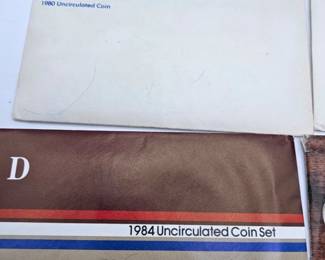 1980 Uncirculated Coin
D
1984 Uncirculated Coin Set